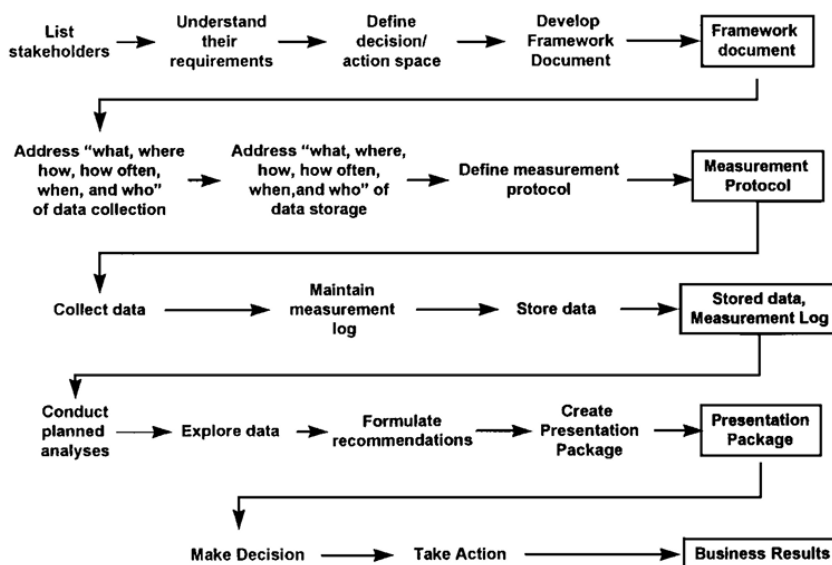 List
stakeholders
Understand
their
requirements
Define
decision/
action space
Develop
Framework
Document
Framework
document
Address “what, where
how, how often,
when, and who”
of data collection
Address “what, where,
how, how often,
when,and who” of
data storage
Define measurement
protocol
Measurement
Protocol
Collect data
Maintain
measurement
log
Store data
Stored data,
Measurement Log
Conduct
planned
analyses
Explore data
Formulate
recommendations
Create
Presentation
Package
Presentation
Package
Make Decision
Take Action
Business Results